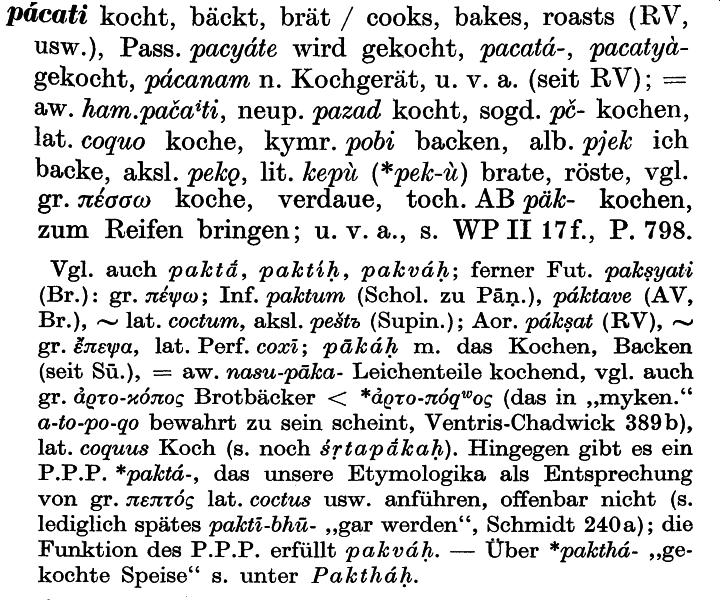 pácati kocht, bäckt, brät / cooks, bakes, roasts (RV,
usw.), Pass. pacyáte wird gekocht, pacatá-, pacatyà-
gekocht, pácanam n. Kochgerät, u. v. a. (seit RV); =
aw. ham.pačaⁱti, neup. pazad kocht, sogd. pč- kochen,
lat. coquo koche, kymr. pobi backen, alb. pjek ich
backe, aksl. pekǫ, lit. kepù (*pek-ù) brate, röste, vgl.
gr. πέσσω koche, verdaue, toch. AB päk- kochen,
zum Reifen bringen; u. v. a., s. WP II 17f., P. 798.
Vgl. auch paktā́, paktíḥ, pakváḥ; ferner Fut. pakṣyati
(Br.): gr. πέψω; Inf. paktum (Schol. zu Pāṇ.), páktave (AV,
Br.), ~ lat. coctum, aksl. peštъ (Supin.); Aor. pákṣat (RV), ~
gr. ἔπεψα, lat. Perf. coxī; pākáḥ m. das Kochen, Backen
(seit Sū.), = aw. nasu-pāka- Leichenteile kochend, vgl. auch
gr. ἀρτο-κόπος Brotbäcker < *ἀρτο-πόqʷος (das in „myken.“
a-to-po-qo bewahrt zu sein scheint, Ventris-Chadwick 389b),
lat. coquus Koch (s. noch śṛtapā́kaḥ). Hingegen gibt es ein
P.P.P. *paktá-, das unsere Etymologika als Entsprechung
von gr. πεπτός lat. coctus usw. anführen, offenbar nicht (s.
lediglich spätes paktī-bhū- „gar werden“, Schmidt 240a); die
Funktion des P.P.P. erfüllt pakváḥ. — Über *pakthá- „ge-
kochte Speise“ s. unter Paktháḥ.